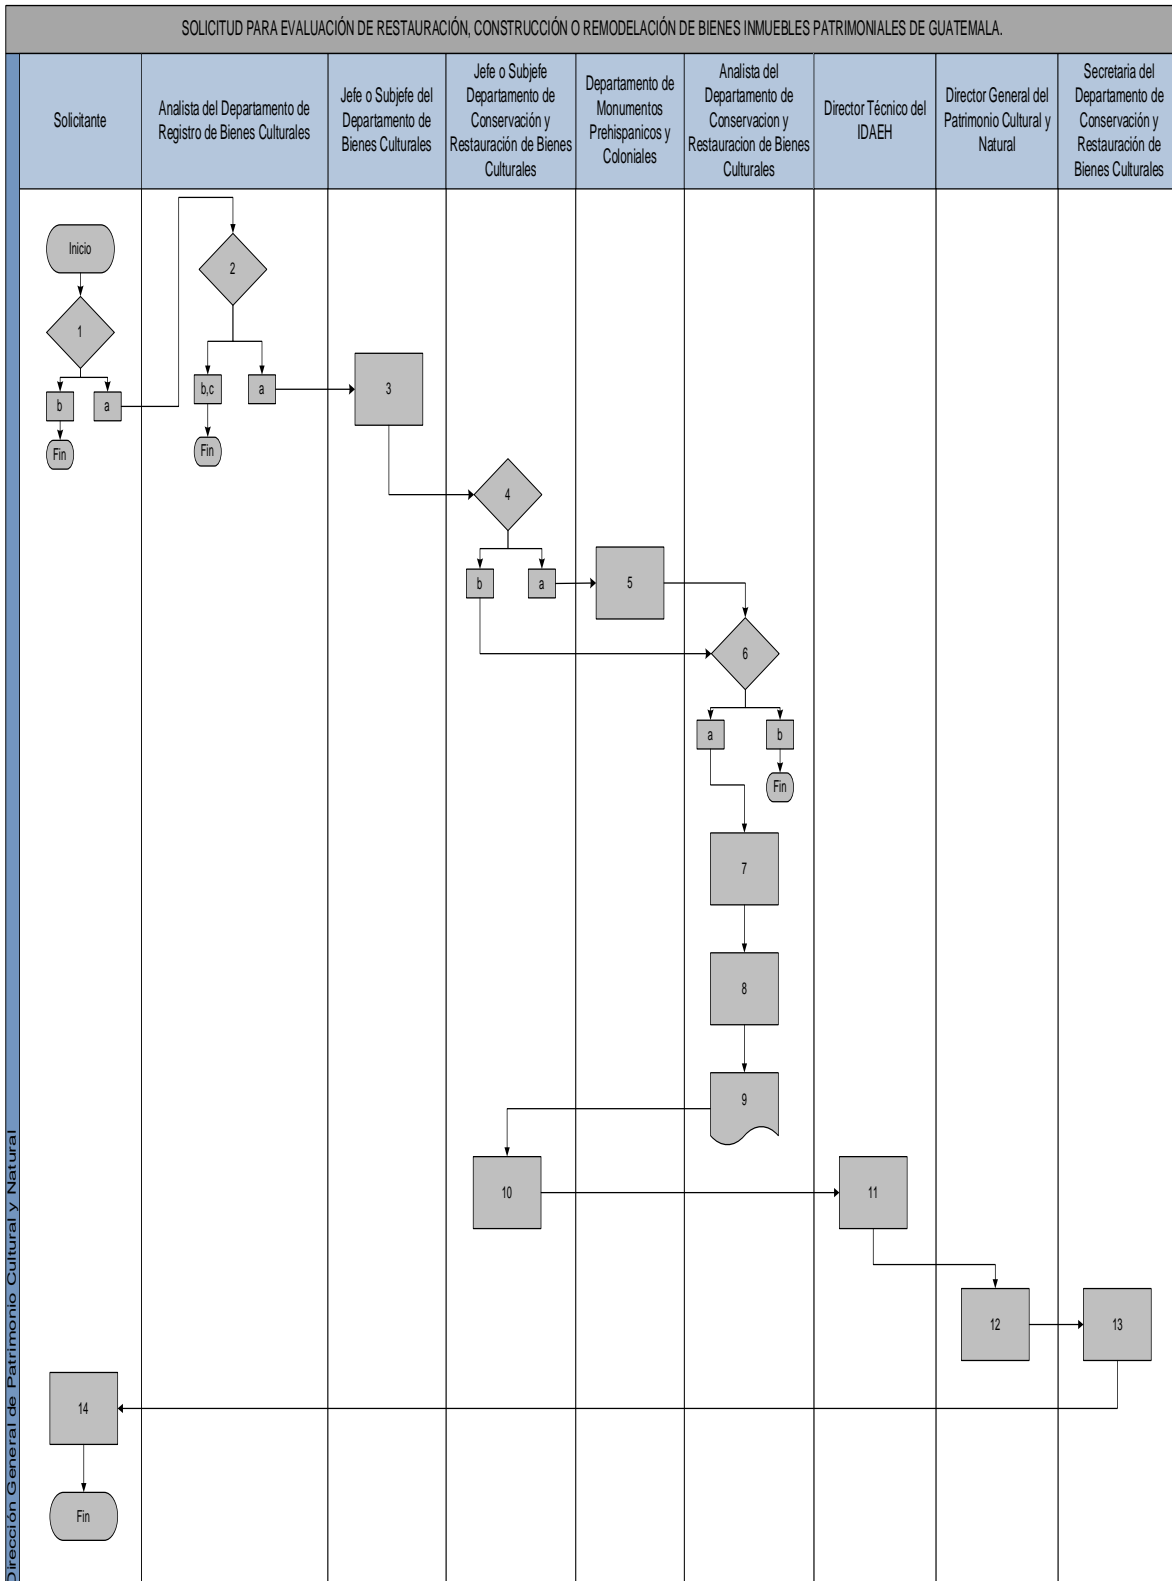 SOLICITUD PARA EVALUACIÓN DE RESTAURACIÓN, CONSTRUCCIÓN O REMODELACIÓN DE BIENES INMUEBLES PATRIMONIALES DE GUATEMALA.
Solicitante
Analista del Departamento de
Registro de Bienes Culturales
Jefe o Subjefe del
Departamento de
Bienes Culturales
Jefe o Subjefe
Departamento de
Conservación y
Restauración de Bienes
Culturales
Departamento de
Monumentos
Prehispanicos y
Coloniales
Analista del
Departamento de
Conservacion y
Restauracion de Bienes
Culturales
Director Técnico del
IDAEH
Director General del
Patrimonio Cultural y
Natural
Secretaria del
Departamento de
Conservación y
Restauración de
Bienes Culturales
Inicio
1
b
a
Fin
2
b,c
a
Fin
3
4
b
a
5
6
a
b
Fin
7
8
9
10
11
12
13
14
Fin
Dirección General de Patrimonio Cultural y Natural